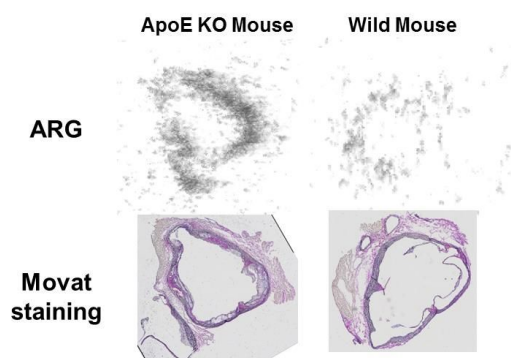 ApoE KO Mouse
Wild Mouse
ARG
Movat
staining